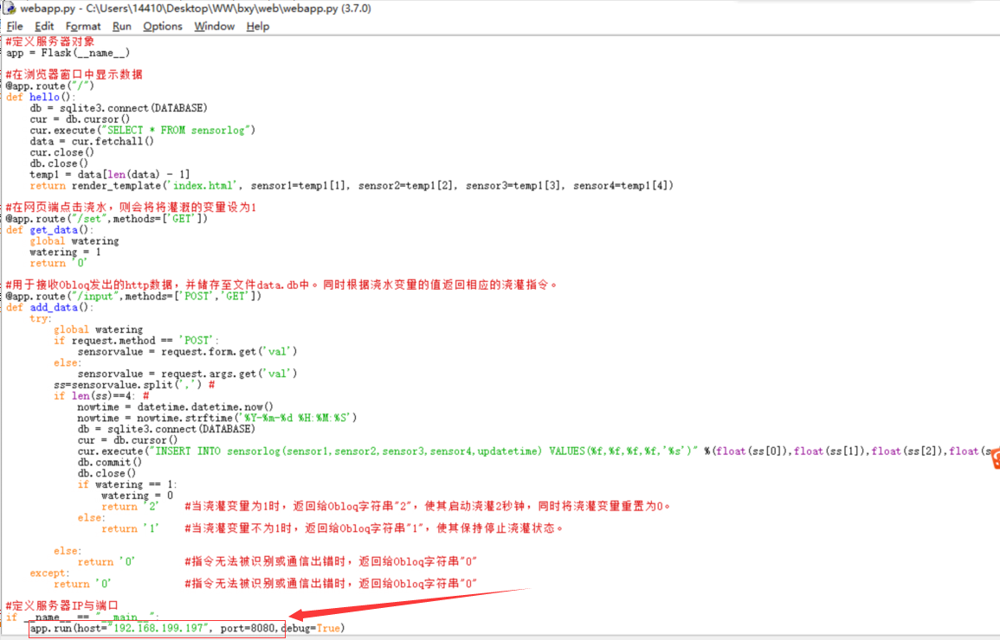 webapp.py - C:\Users\14410\Desktop\WW\bxy\web\webapp.py (3.7.0)
File Edit Format Run Options Window Help
#定义服务器对象
app = Flask(__name__)
#在浏览器窗口中显示数据
@app.route("/")
def hello():
    db = sqlite3.connect(DATABASE)
    cur = db.cursor()
    cur.execute("SELECT * FROM sensorlog")
    data = cur.fetchall()
    cur.close()
    db.close()
    temp1 = data[len(data) - 1]
    return render_template('index.html', sensor1=temp1[1], sensor2=temp1[2], sensor3=temp1[3], sensor4=temp1[4])
#在网页端点击浇水，则会将将灌溉的变量设为1
@app.route("/set",methods=['GET'])
def get_data():
    global watering
    watering = 1
    return '0'
#用于接收Obloq发出的http数据，并储存至文件data.db中。同时根据浇水变量的值返回相应的浇灌指令。
@app.route("/input",methods=['POST','GET'])
def add_data():
    try:
        global watering
        if request.method == 'POST':
            sensorvalue = request.form.get('val')
        else:
            sensorvalue = request.args.get('val')
        ss=sensorvalue.split(',') #
        if len(ss)==4: #
            nowtime = datetime.datetime.now()
            nowtime = nowtime.strftime('%Y-%m-%d %H:%M:%S')
            db = sqlite3.connect(DATABASE)
            cur = db.cursor()
            cur.execute("INSERT INTO sensorlog(sensor1,sensor2,sensor3,sensor4,updatetime) VALUES(%f,%f,%f,%f,'%s')" %(float(ss[0]),float(ss[1]),float(ss[2]),float(s
            db.commit()
            db.close()
            if watering == 1:
                watering = 0
                return '2' #当浇灌变量为1时，返回给Obloq字符串"2"，使其启动浇灌2秒钟，同时将浇灌变量重置为0。
            else:
                return '1' #当浇灌变量不为1时，返回给Obloq字符串"1"，使其保持停止浇灌状态。
        else:
            return '0' #指令无法被识别或通信出错时，返回给Obloq字符串"0"
    except:
        return '0' #指令无法被识别或通信出错时，返回给Obloq字符串"0"
#定义服务器IP与端口
if __name__ == "__main__":
    app.run(host="192.168.199.197", port=8080,debug=True)